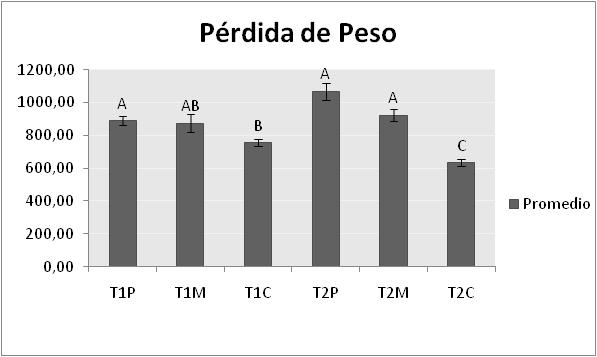 Pérdida de Peso
1200,00
1000,00
800,00
600,00
400,00
200,00
0,00
A
AB
B
A
A
C
T1P T1M T1C T2P T2M T2C
Promedio